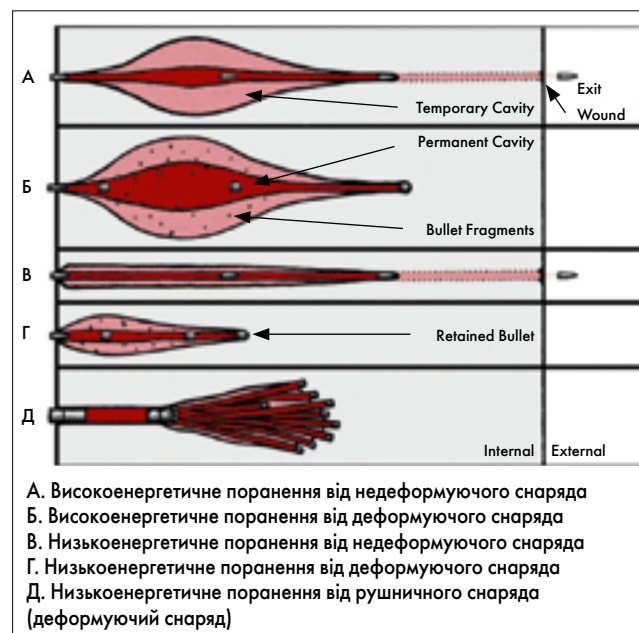 А
Exit
Wound
Temporary Cavity
Б
Permanent Cavity
Bullet Fragments
В
Г
Retained Bullet
Д
Internal
External
А. Високоенергетичне поранення від недеформуючого снаряда
Б. Високоенергетичне поранення від деформуючого снаряда
В. Низькоенергетичне поранення від недеформуючого снаряда
Г. Низькоенергетичне поранення від деформуючого снаряда
Д. Низькоенергетичне поранення від рушничного снаряда
(деформуючий снаряд)